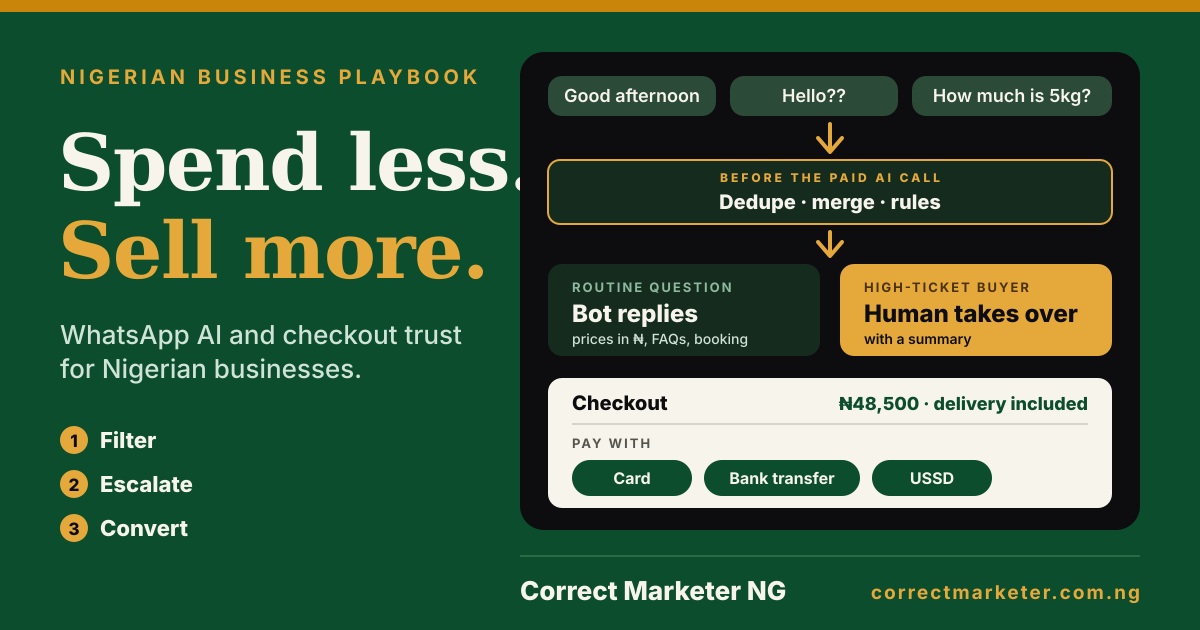 NIGERIAN BUSINESS PLAYBOOK
Spend less.
Sell more.
WhatsApp AI and checkout trust
for Nigerian businesses.
1 Filter
2 Escalate
3 Convert
Good afternoon
Hello??
How much is 5kg?
BEFORE THE PAID AI CALL
Dedupe · merge · rules
ROUTINE QUESTION
Bot replies
prices in ₦, FAQs, booking
HIGH-TICKET BUYER
Human takes over
with a summary
Checkout
₦48,500 · delivery included
PAY WITH
Card
Bank transfer
USSD
Correct Marketer NG
correctmarketer.com.ng